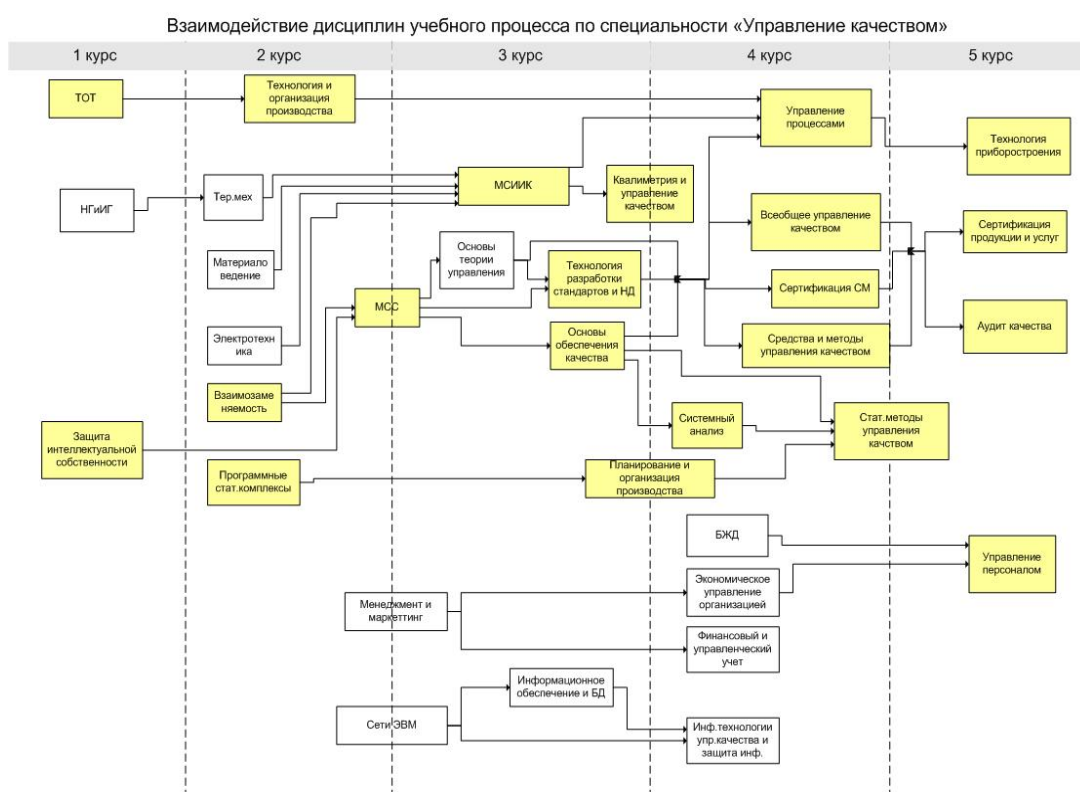 Взаимодействие дисциплин учебного процесса по специальности «Управление качеством»
1 курс
2 курс
3 курс
4 курс
5 курс
ТОТ
Технология и
организация
производства
Управление
процессами
Технология
приборостроения
НГиИГ
Тер.мех
МСИИК
Квалиметрия и
управление
качеством
Всеобщее управление
качеством
Сертификация
продукции и услуг
Материало
ведение
Основы
теории
управления
Технология
разработки
стандартов и НД
Сертификация СМ
МСС
Аудит качества
Электротехн
ика
Основы
обеспечения
качества
Средства и методы
управления качеством
Взаимозаме
няемость
Защита
интеллектуальной
собственности
Системный
анализ
Стат.методы
управления
качством
Программные
стат.комплексы
Планирование и
организация
производства
БЖД
Управление
персоналом
Менеджмент и
маркеттинг
Экономическое
управление
организацией
Финансовый и
управленческий
учет
Информационное
обеспечение и БД
Сети ЭВМ
Инф.технологии
упр.качества и
защита инф.